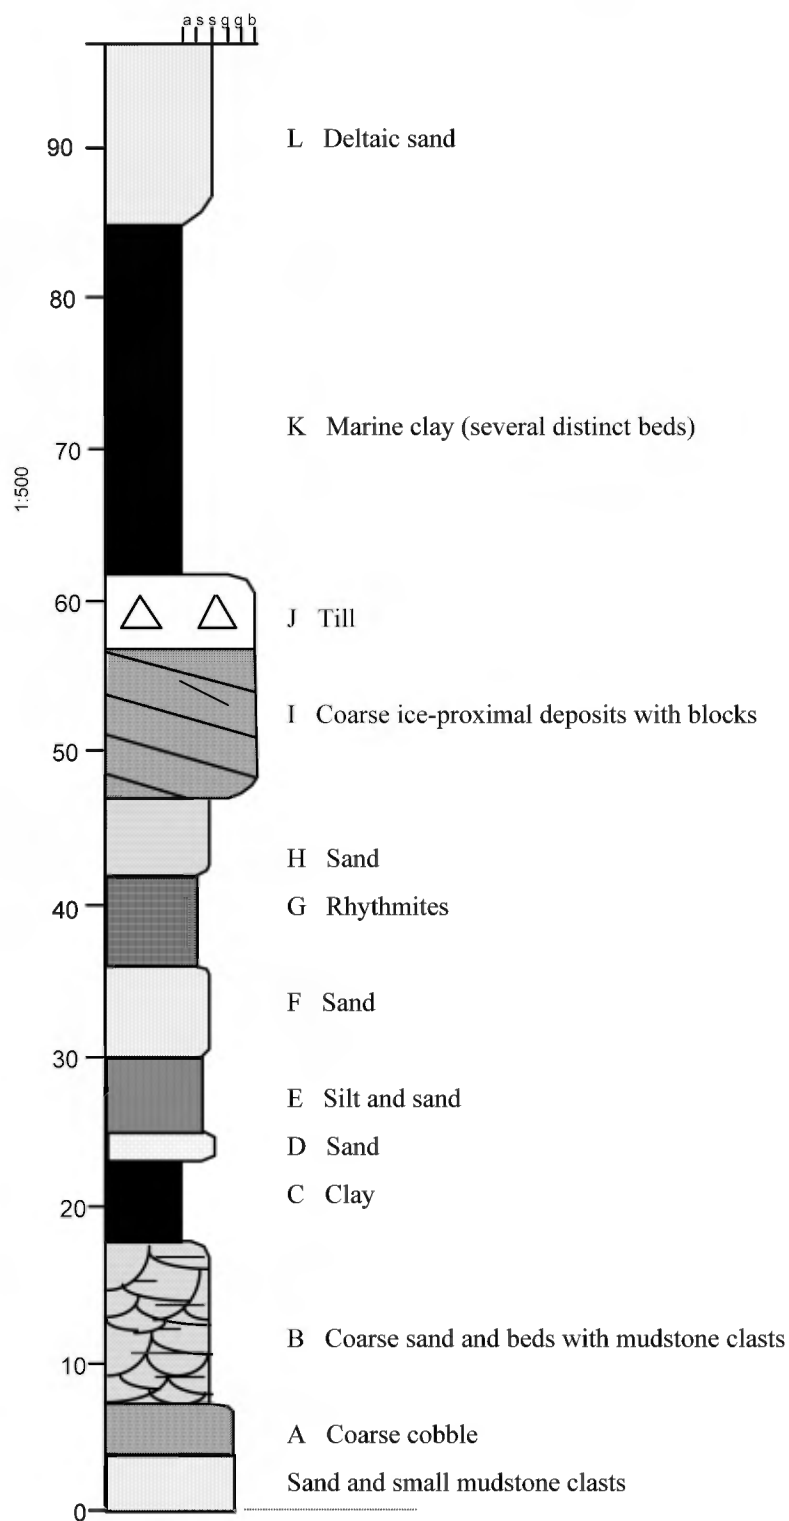 a s s g g b
90
L Deltaic sand
80
K Marine clay (several distinct beds)
70
1:500
60
J Till
I Coarse ice-proximal deposits with blocks
50
H Sand
40
G Rhythmites
F Sand
30
E Silt and sand
D Sand
C Clay
20
B Coarse sand and beds with mudstone clasts
10
A Coarse cobble
Sand and small mudstone clasts
0